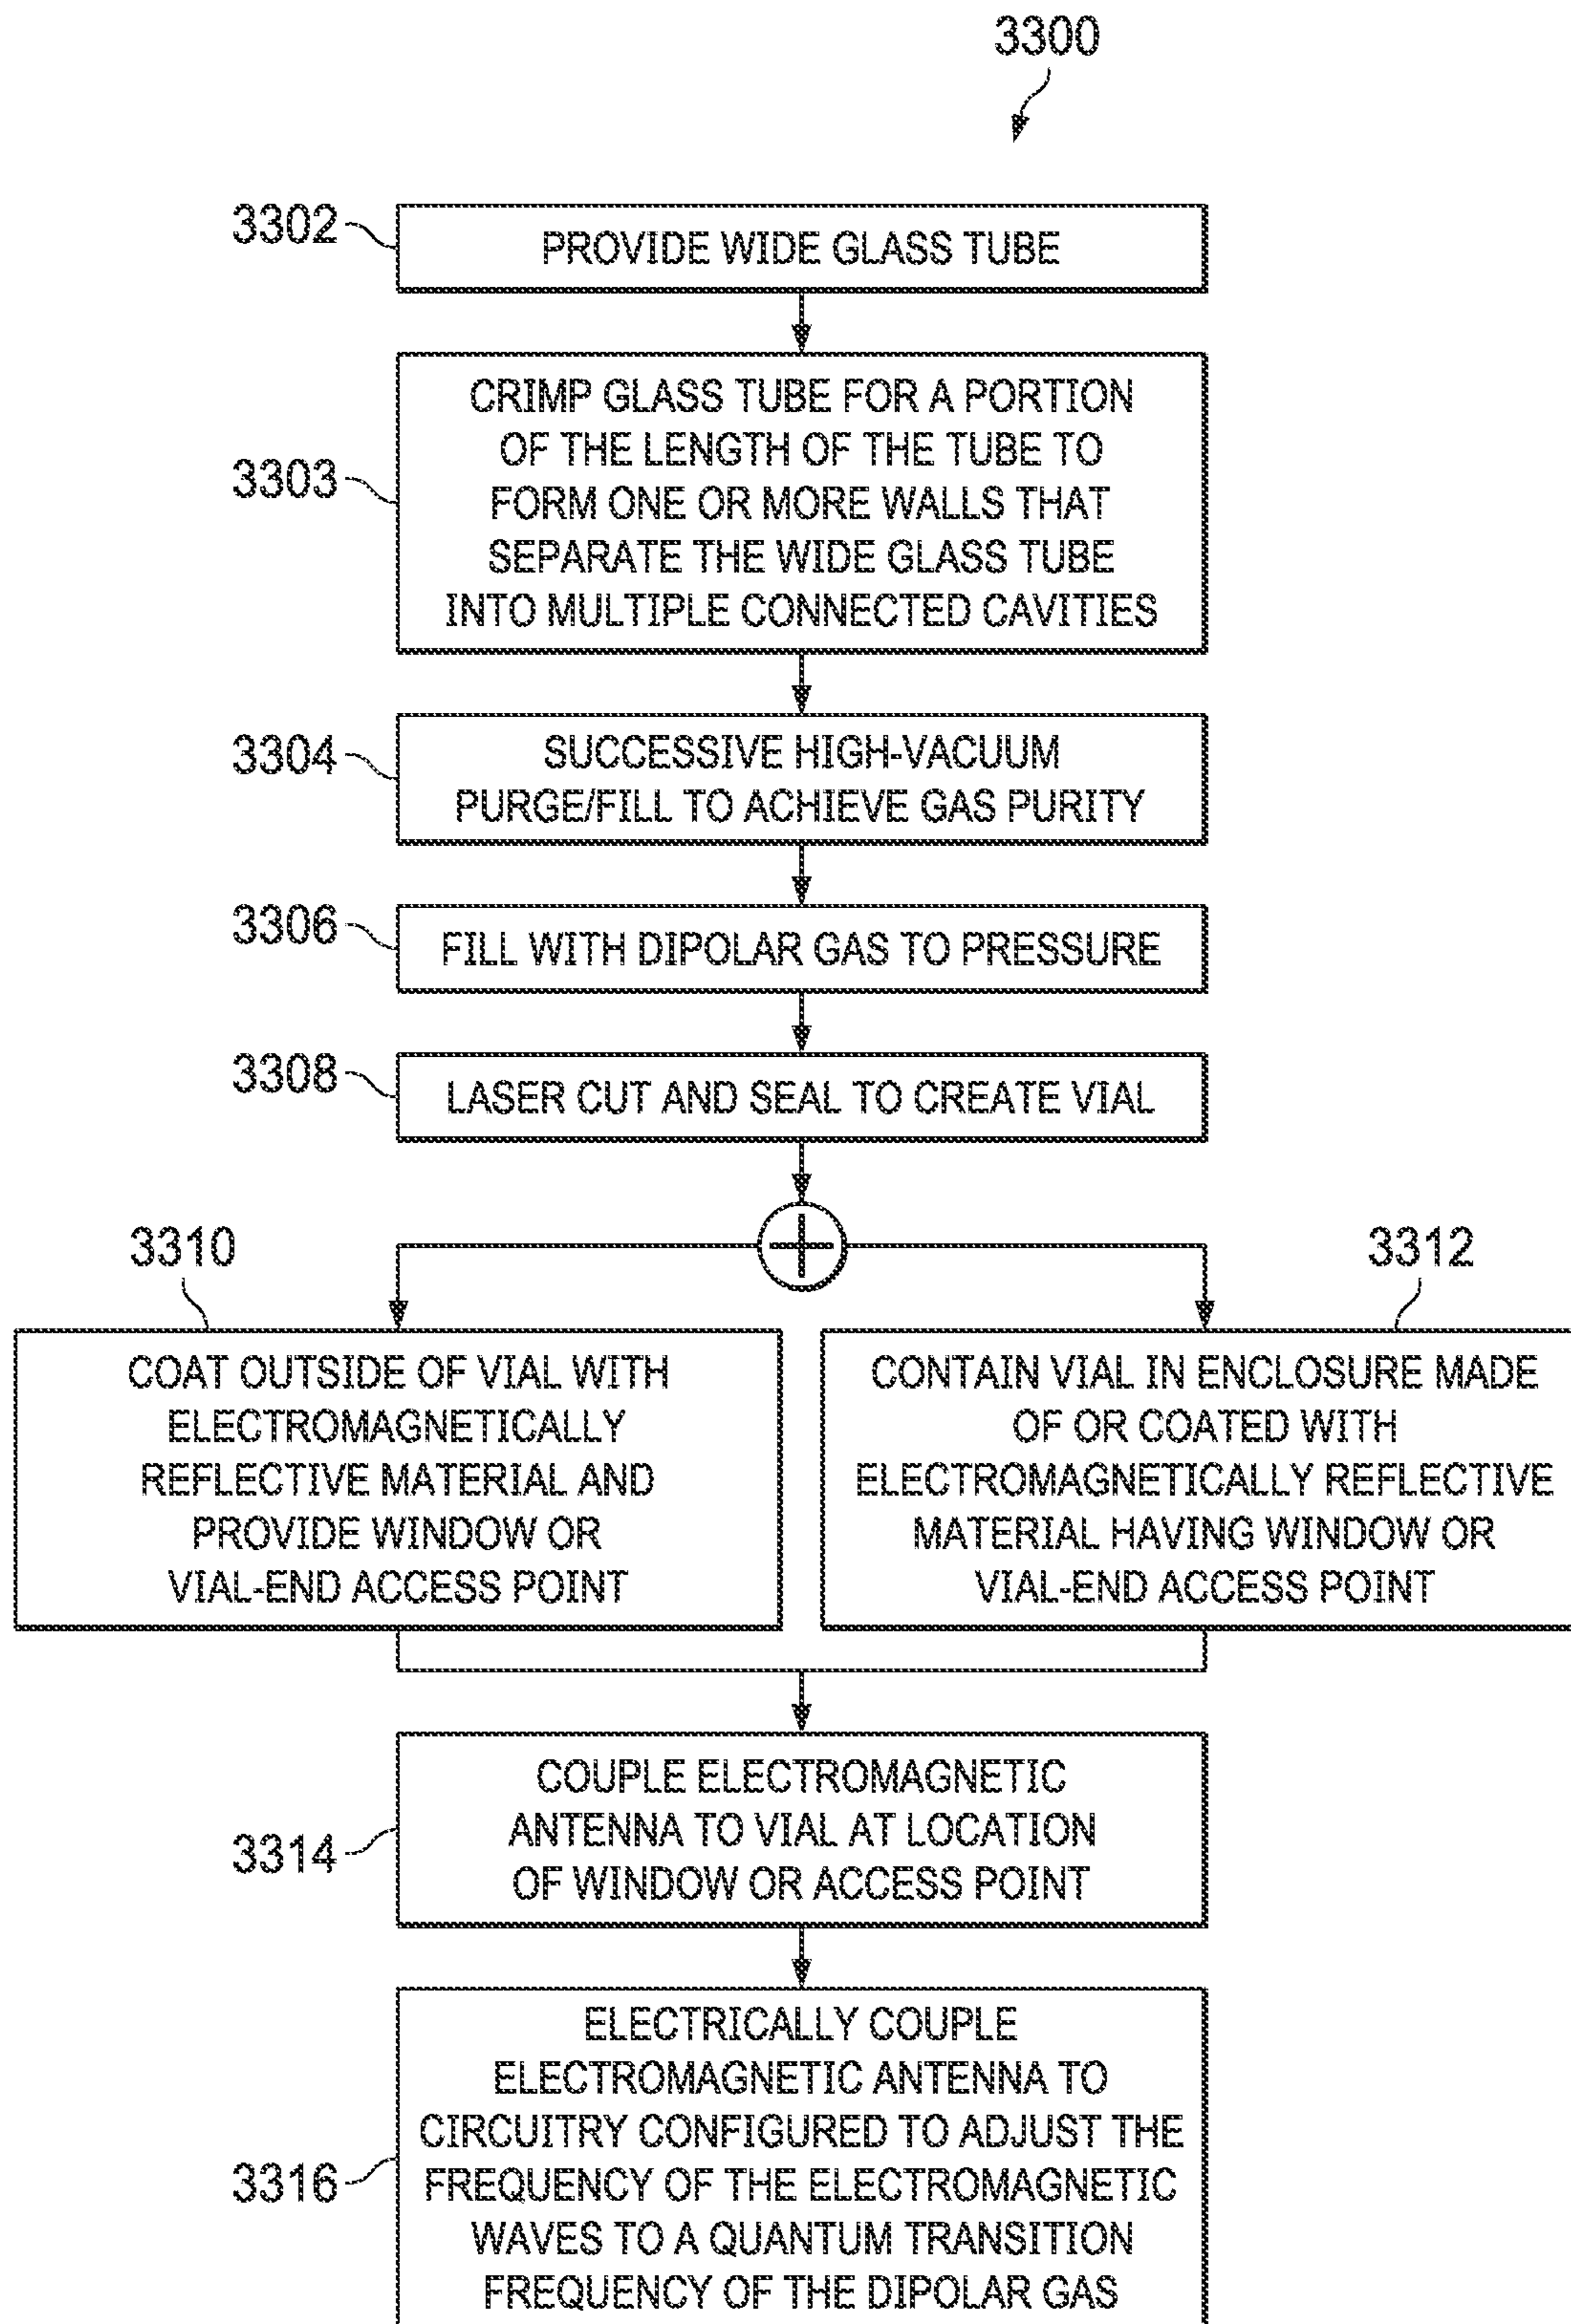 3300
3302
PROVIDE WIDE GLASS TUBE
3303
CRIMP GLASS TUBE FOR A PORTION
OF THE LENGTH OF THE TUBE TO
FORM ONE OR MORE WALLS THAT
SEPARATE THE WIDE GLASS TUBE
INTO MULTIPLE CONNECTED CAVITIES
3304
SUCCESSIVE HIGH-VACUUM
PURGE/FILL TO ACHIEVE GAS PURITY
3306
FILL WITH DIPOLAR GAS TO PRESSURE
3308
LASER CUT AND SEAL TO CREATE VIAL
3310
COAT OUTSIDE OF VIAL WITH
ELECTROMAGNETICALLY
REFLECTIVE MATERIAL AND
PROVIDE WINDOW OR
VIAL-END ACCESS POINT
3312
CONTAIN VIAL IN ENCLOSURE MADE
OF OR COATED WITH
ELECTROMAGNETICALLY REFLECTIVE
MATERIAL HAVING WINDOW OR
VIAL-END ACCESS POINT
3314
COUPLE ELECTROMAGNETIC
ANTENNA TO VIAL AT LOCATION
OF WINDOW OR ACCESS POINT
3316
ELECTRICALLY COUPLE
ELECTROMAGNETIC ANTENNA TO
CIRCUITRY CONFIGURED TO ADJUST THE
FREQUENCY OF THE ELECTROMAGNETIC
WAVES TO A QUANTUM TRANSITION
FREQUENCY OF THE DIPOLAR GAS